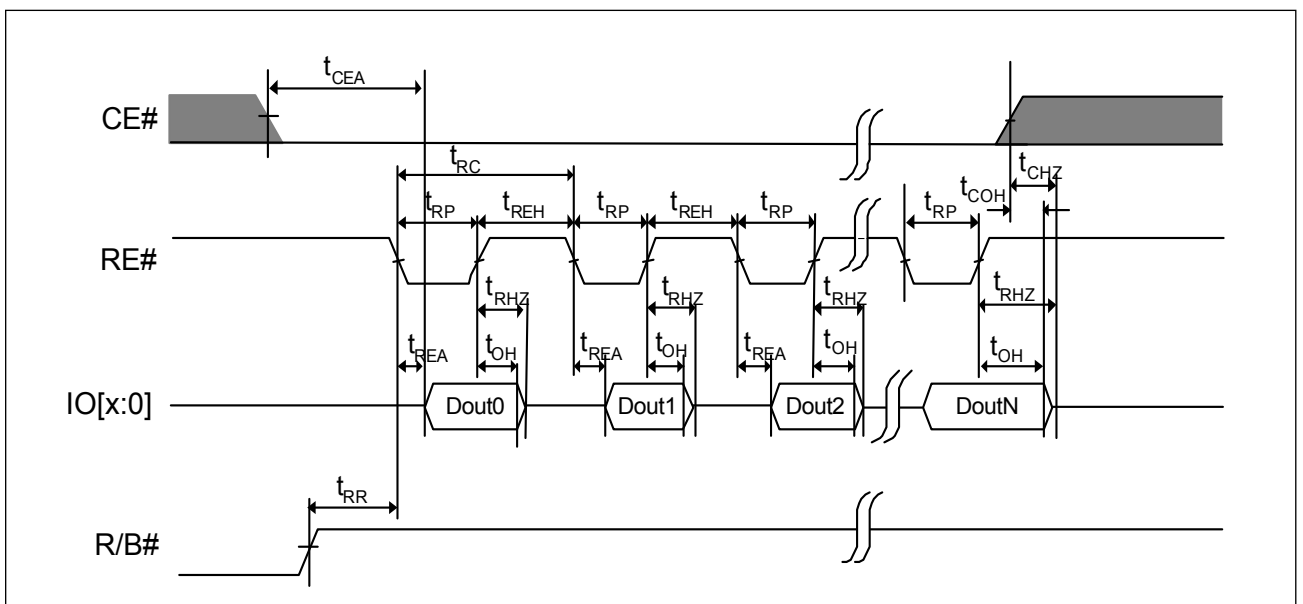 tCEA
CE#
tRC
tCHZ
tCOH
tRP tREH tRP tREH tRP tRP
RE#
tRHZ tRHZ tRHZ tRHZ
tREA tOH tREA tOH tREA tOH tOH
IO[x:0] Dout0 Dout1 Dout2 DoutN
tRR
R/B#